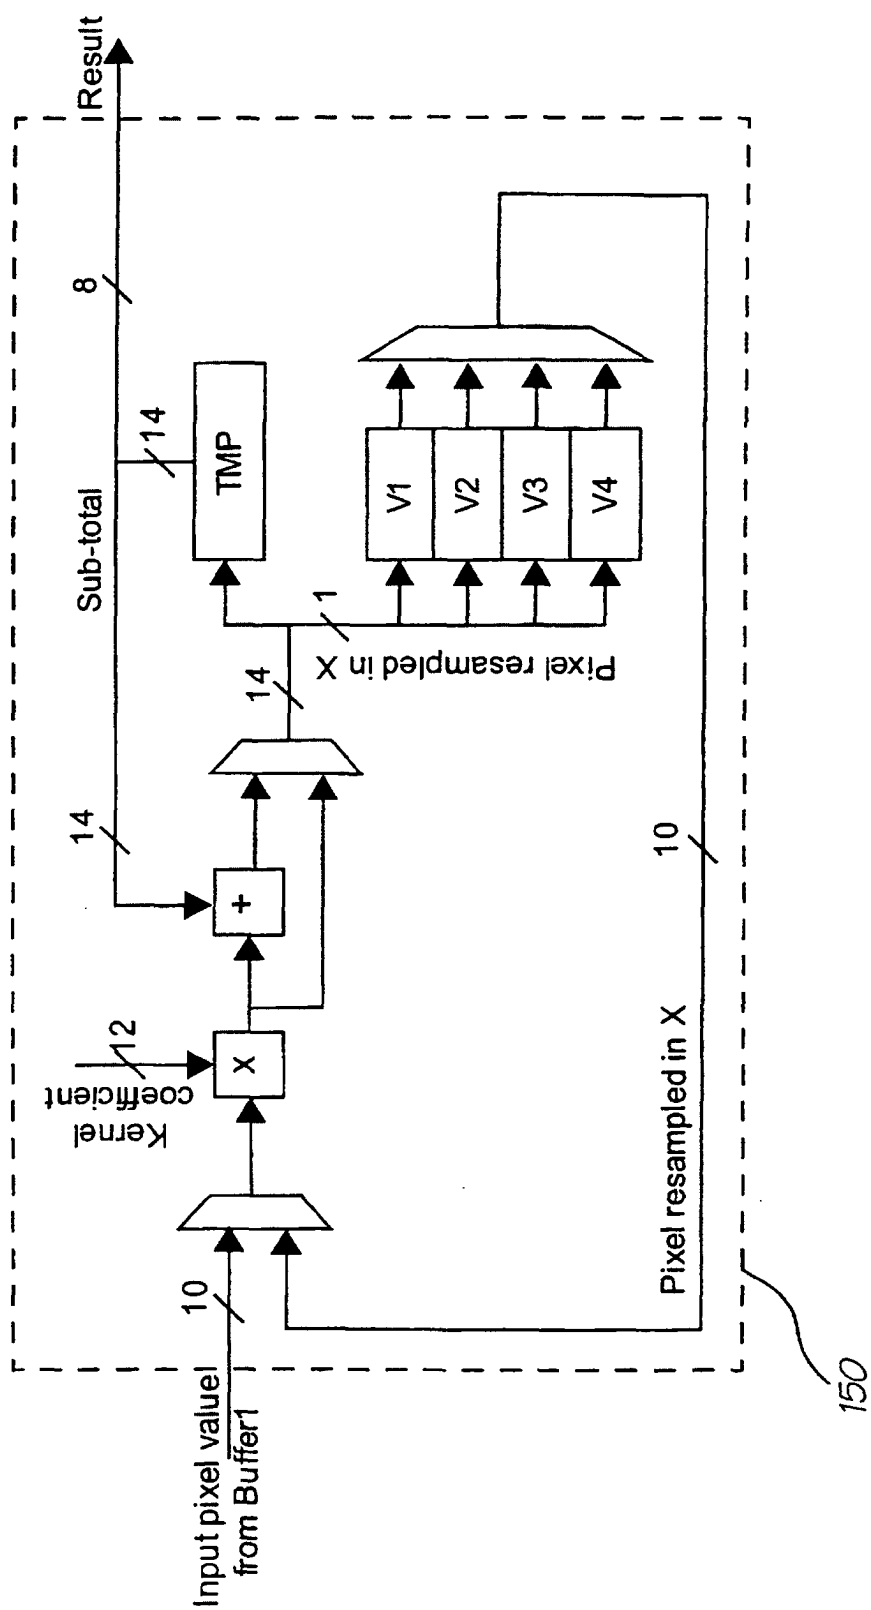 Input pixel value
from Buffer1
10
Kernel
coefficient
12
X
+
14
Sub-total
14
8
Result
14
TMP
1
Pixel resampled in X
V1
V2
V3
V4
10
Pixel resampled in X
150